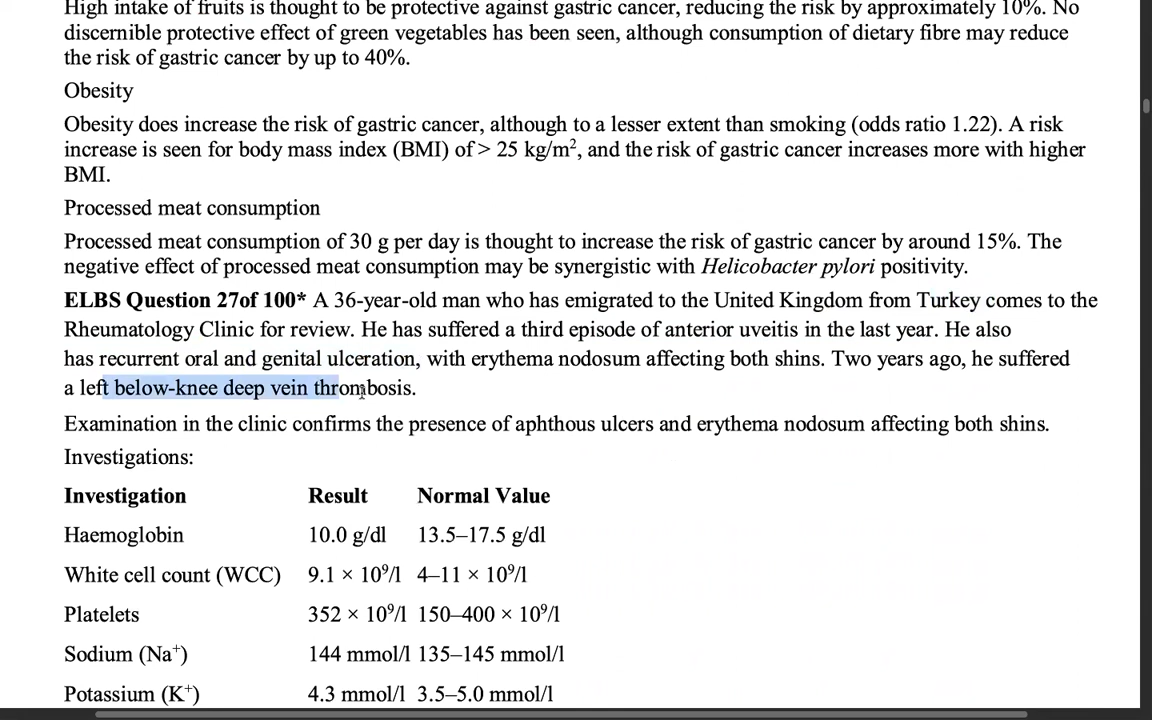 High intake of fruits is thought to be protective against gastric cancer, reducing the risk by approximately 10%. No
discernible protective effect of green vegetables has been seen, although consumption of dietary fibre may reduce
the risk of gastric cancer by up to 40%.
Obesity
Obesity does increase the risk of gastric cancer, although to a lesser extent than smoking (odds ratio 1.22). A risk
increase is seen for body mass index (BMI) of > 25 kg/m², and the risk of gastric cancer increases more with higher
BMI.
Processed meat consumption
Processed meat consumption of 30 g per day is thought to increase the risk of gastric cancer by around 15%. The
negative effect of processed meat consumption may be synergistic with Helicobacter pylori positivity.
ELBS Question 27of 100* A 36-year-old man who has emigrated to the United Kingdom from Turkey comes to the
Rheumatology Clinic for review. He has suffered a third episode of anterior uveitis in the last year. He also
has recurrent oral and genital ulceration, with erythema nodosum affecting both shins. Two years ago, he suffered
a left below-knee deep vein thrombosis.
Examination in the clinic confirms the presence of aphthous ulcers and erythema nodosum affecting both shins.
Investigations:
Investigation Result Normal Value
Haemoglobin 10.0 g/dl 13.5–17.5 g/dl
White cell count (WCC) 9.1 × 10⁹/l 4–11 × 10⁹/l
Platelets 352 × 10⁹/l 150–400 × 10⁹/l
Sodium (Na⁺) 144 mmol/l 135–145 mmol/l
Potassium (K⁺) 4.3 mmol/l 3.5–5.0 mmol/l